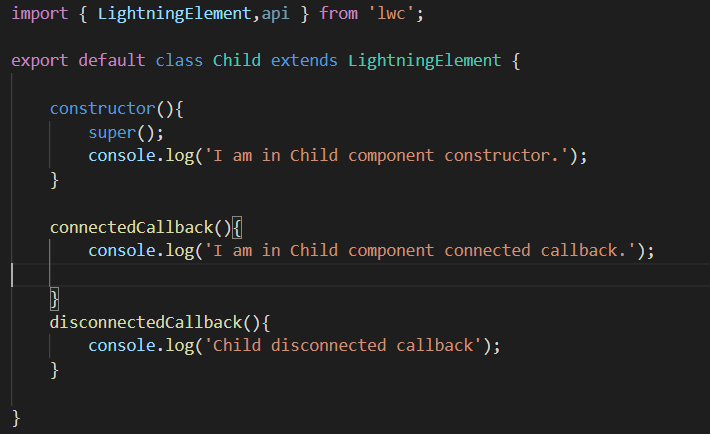 import { LightningElement,api } from 'lwc';
export default class Child extends LightningElement {
constructor(){
super();
console.log('I am in Child component constructor.');
}
connectedCallback(){
console.log('I am in Child component connected callback.');
}
disconnectedCallback(){
console.log('Child disconnected callback');
}
}